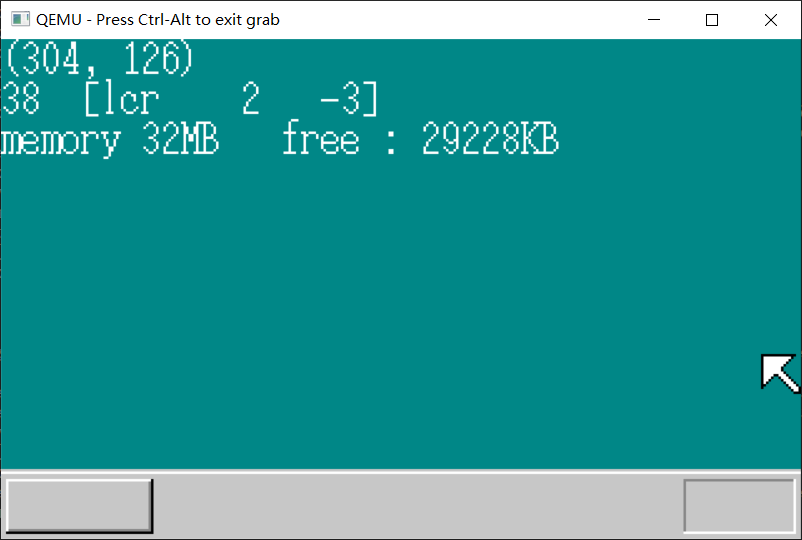 QEMU - Press Ctrl-Alt to exit grab
(304, 126)
38  [lcr    2   -3]
memory 32MB   free : 29228KB